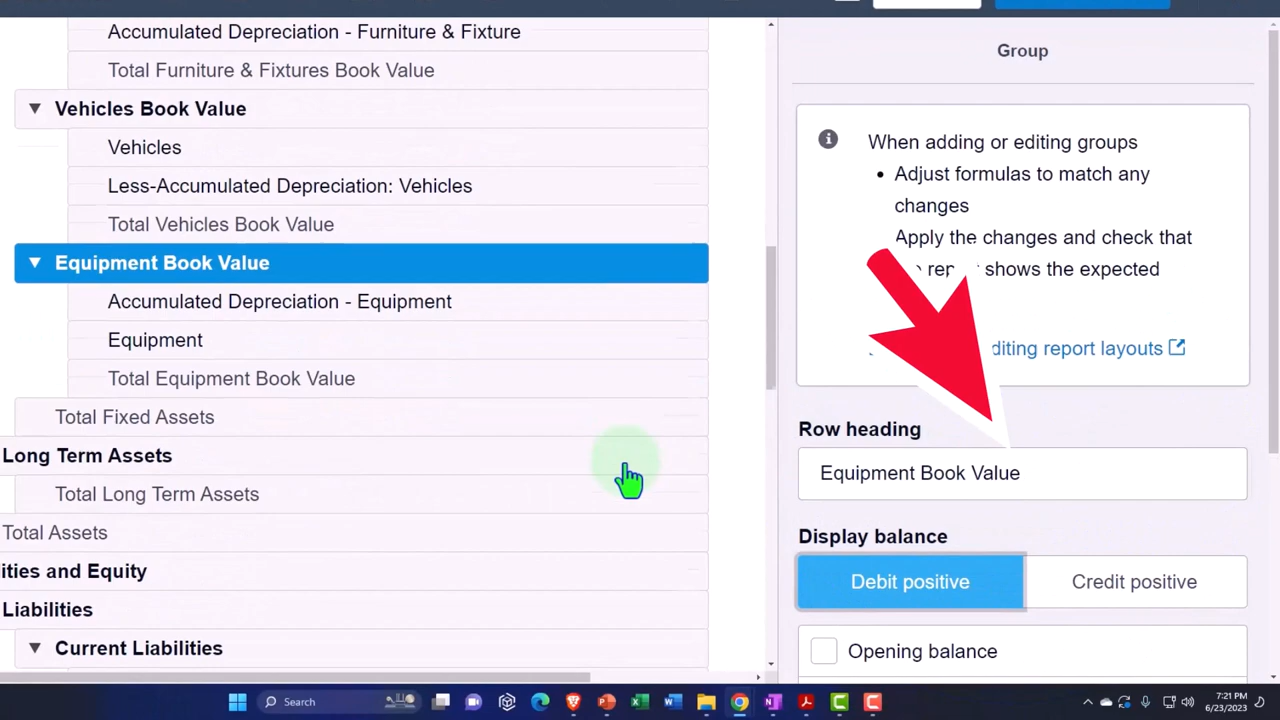 Accumulated Depreciation - Furniture & Fixture
Total Furniture & Fixtures Book Value
Vehicles Book Value
Vehicles
Less-Accumulated Depreciation: Vehicles
Total Vehicles Book Value
Equipment Book Value
Accumulated Depreciation - Equipment
Equipment
Total Equipment Book Value
Total Fixed Assets
Long Term Assets
Total Long Term Assets
Total Assets
ities and Equity
Liabilities
Current Liabilities
Group
When adding or editing groups
• Adjust formulas to match any
changes
Apply the changes and check that
shows the expected
diting report layouts
Row heading
Equipment Book Value
Display balance
Debit positive
Credit positive
Opening balance
Search
7:21 PM
6/23/2023